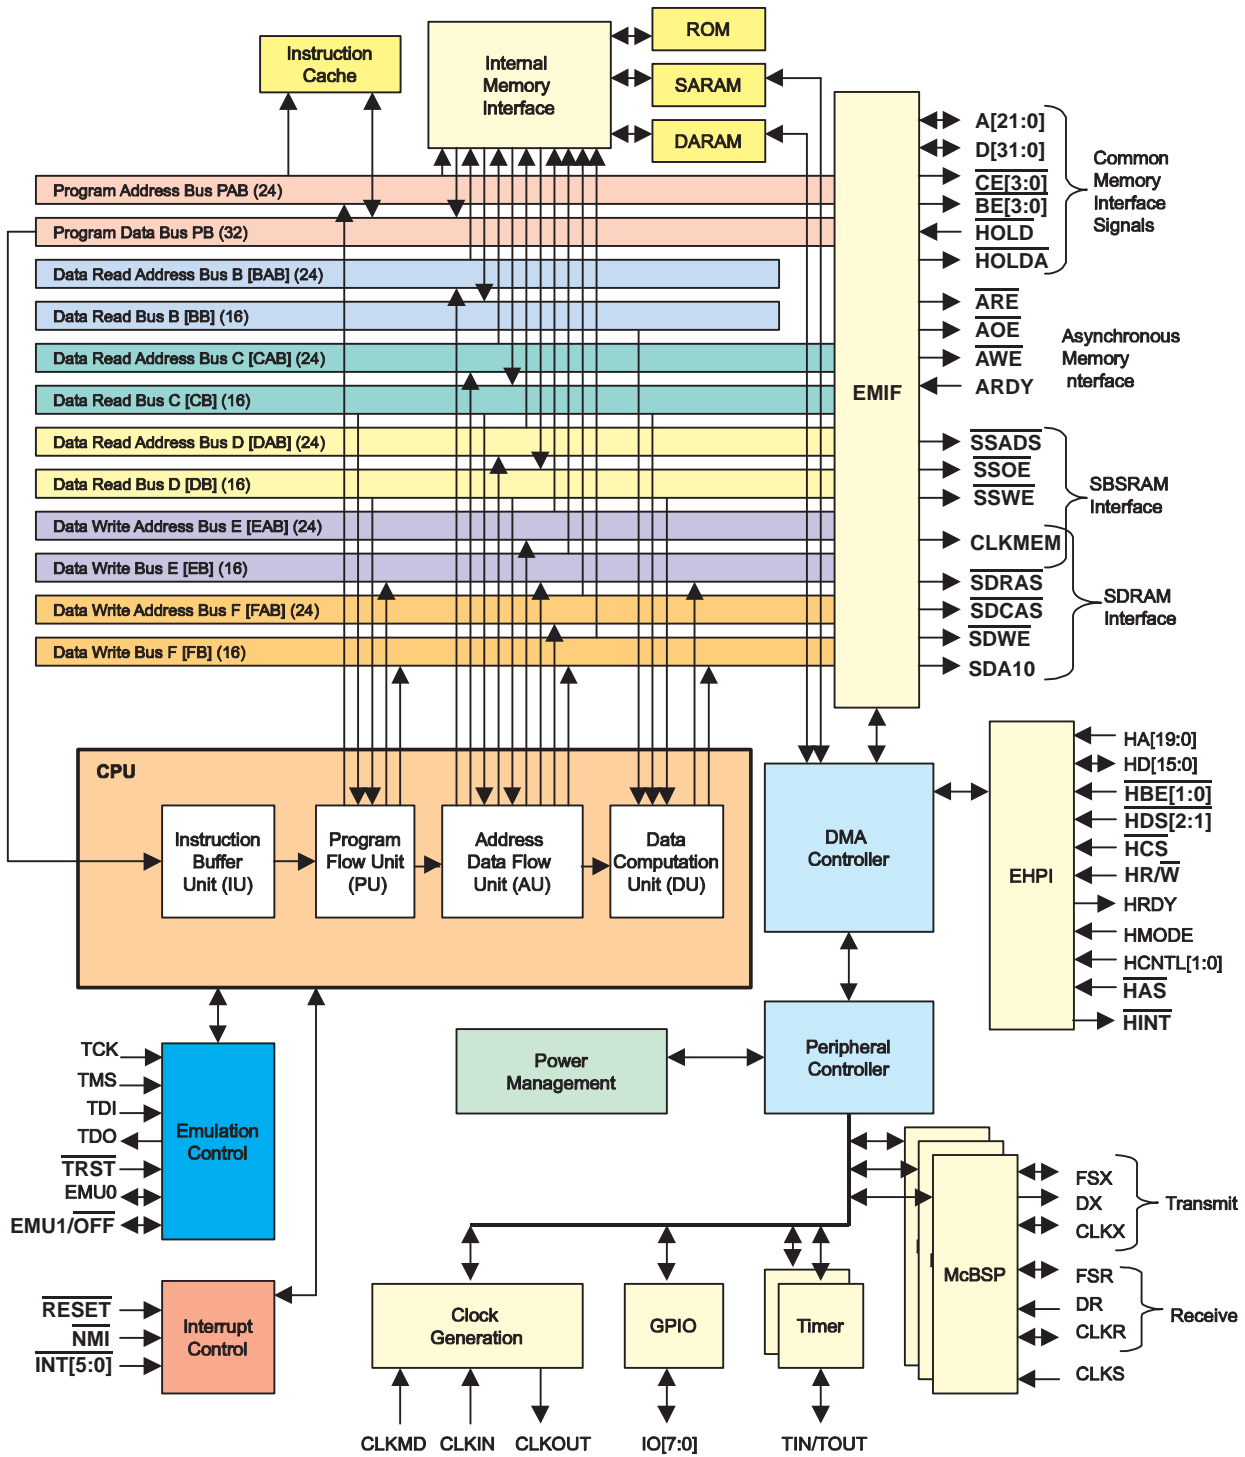 Instruction
Cache
Internal
Memory
Interface
ROM
SARAM
DARAM
Program Address Bus PAB (24)
Program Data Bus PB (32)
Data Read Address Bus B [BAB] (24)
Data Read Bus B [BB] (16)
Data Read Address Bus C [CAB] (24)
Data Read Bus C [CB] (16)
Data Read Address Bus D [DAB] (24)
Data Read Bus D [DB] (16)
Data Write Address Bus E [EAB] (24)
Data Write Bus E [EB] (16)
Data Write Address Bus F [FAB] (24)
Data Write Bus F [FB] (16)
EMIF
A[21:0]
D[31:0]
CE[3:0]
BE[3:0]
HOLD
HOLDA
Common
Memory
Interface
Signals
ARE
AOE
AWE
ARDY
Asynchronous
Memory
nterface
SSADS
SSOE
SSWE
SBSRAM
Interface
CLKMEM
SDRAS
SDCAS
SDWE
SDA10
SDRAM
Interface
CPU
Instruction
Buffer
Unit (IU)
Program
Flow Unit
(PU)
Address
Data Flow
Unit (AU)
Data
Computation
Unit (DU)
DMA
Controller
EHPI
HA[19:0]
HD[15:0]
HBE[1:0]
HDS[2:1]
HCS
HR/W
HRDY
HMODE
HCNTL[1:0]
HAS
HINT
Peripheral
Controller
Power
Management
TCK
TMS
TDI
TDO
TRST
EMU0
EMU1/OFF
Emulation
Control
RESET
NMI
INT[5:0]
Interrupt
Control
Clock
Generation
GPIO
Timer
McBSP
FSX
DX
CLKX
Transmit
FSR
DR
CLKR
Receive
CLKS
CLKMD
CLKIN
CLKOUT
IO[7:0]
TIN/TOUT